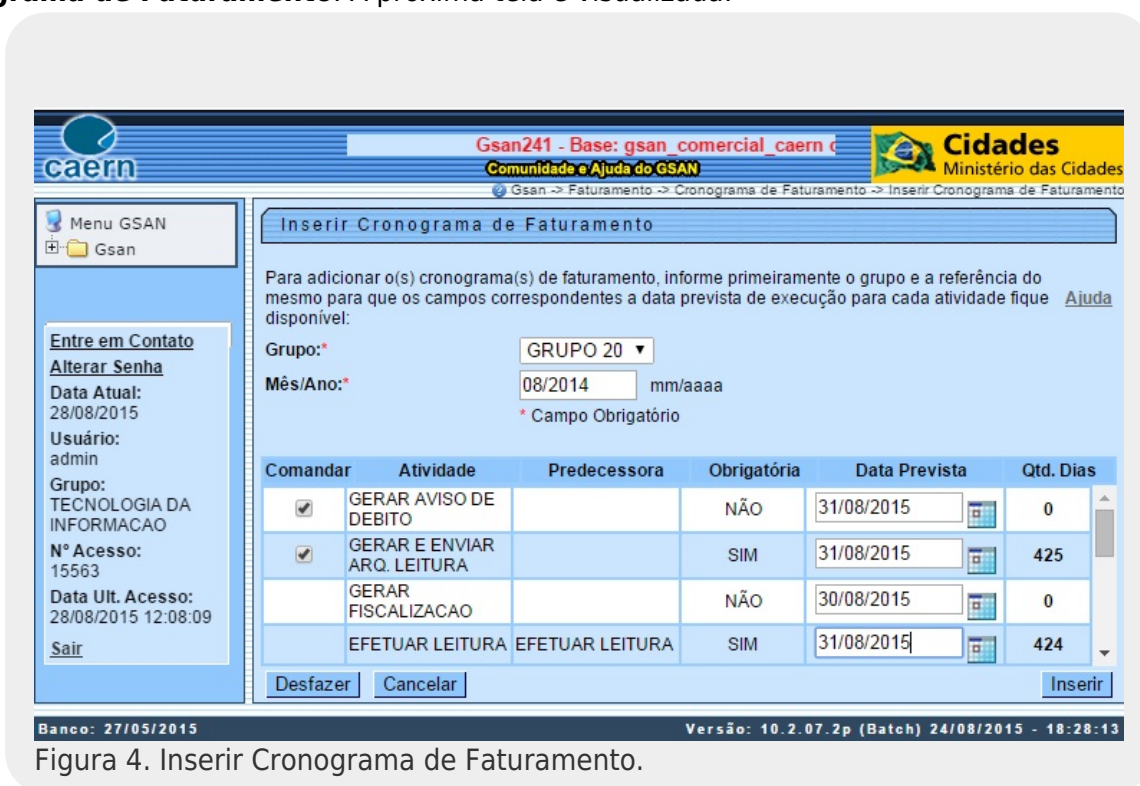 grama de Faturamento. A próxima tela é visualizada:
caern
Gsan241 - Base: gsan_comercial_caern
Comunidade e Ajuda do GSAN
Cidades
Ministério das Cidades
Gsan -> Faturamento -> Cronograma de Faturamento -> Inserir Cronograma de Faturamento
Menu GSAN
Gsan
Entre em Contato
Alterar Senha
Data Atual:
28/08/2015
Usuário:
admin
Grupo:
TECNOLOGIA DA
INFORMACAO
Nº Acesso:
15563
Data Ult. Acesso:
28/08/2015 12:08:09
Sair
Inserir Cronograma de Faturamento
Para adicionar o(s) cronograma(s) de faturamento, informe primeiramente o grupo e a referência do
mesmo para que os campos correspondentes a data prevista de execução para cada atividade fique Ajuda
disponível:
Grupo:* GRUPO 20
Mês/Ano:* 08/2014 mm/aaaa
* Campo Obrigatório
Comandar Atividade Predecessora Obrigatória Data Prevista Qtd. Dias
GERAR AVISO DE DEBITO NÃO 31/08/2015 0
GERAR E ENVIAR ARQ. LEITURA SIM 31/08/2015 425
GERAR FISCALIZACAO NÃO 30/08/2015 0
EFETUAR LEITURA EFETUAR LEITURA SIM 31/08/2015 424
Desfazer Cancelar Inserir
Banco: 27/05/2015 Versão: 10.2.07.2p (Batch) 24/08/2015 - 18:28:13
Figura 4. Inserir Cronograma de Faturamento.